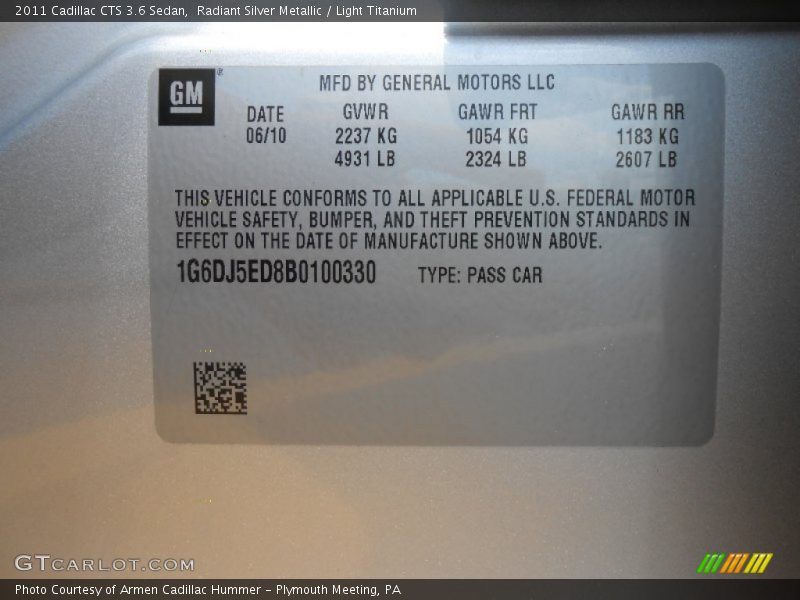 2011 Cadillac CTS 3.6 Sedan, Radiant Silver Metallic / Light Titanium
GM ® MFD BY GENERAL MOTORS LLC
DATE GVWR GAWR FRT GAWR RR
06/10 2237 KG 1054 KG 1183 KG
4931 LB 2324 LB 2607 LB
THIS VEHICLE CONFORMS TO ALL APPLICABLE U.S. FEDERAL MOTOR
VEHICLE SAFETY, BUMPER, AND THEFT PREVENTION STANDARDS IN
EFFECT ON THE DATE OF MANUFACTURE SHOWN ABOVE.
1G6DJ5ED8B0100330 TYPE: PASS CAR
GTCARLOT.COM
Photo Courtesy of Armen Cadillac Hummer – Plymouth Meeting, PA